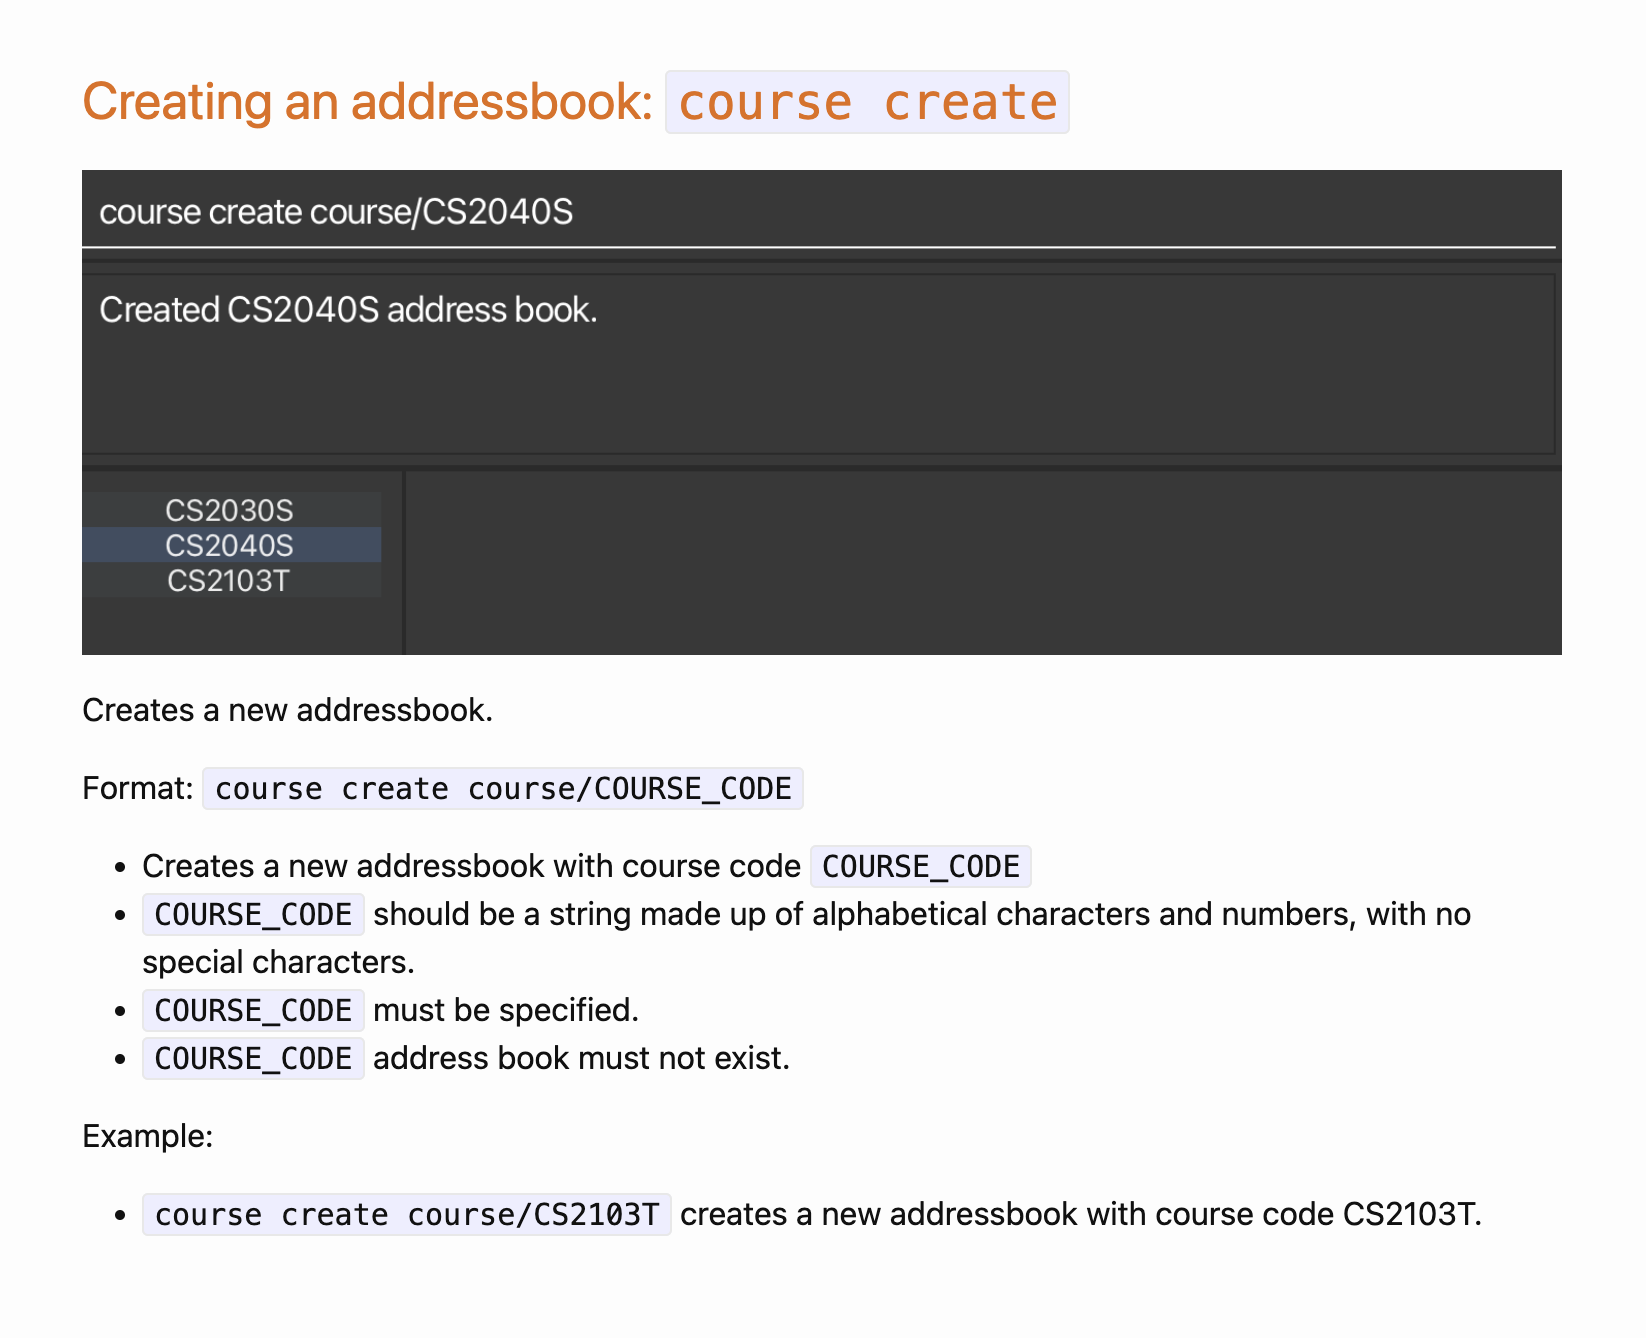 Creating an addressbook: course create
course create course/CS2040S
Created CS2040S address book.
CS2030S
CS2040S
CS2103T
Creates a new addressbook.
Format: course create course/COURSE_CODE
• Creates a new addressbook with course code COURSE_CODE
• COURSE_CODE should be a string made up of alphabetical characters and numbers, with no
special characters.
• COURSE_CODE must be specified.
• COURSE_CODE address book must not exist.
Example:
• course create course/CS2103T creates a new addressbook with course code CS2103T.